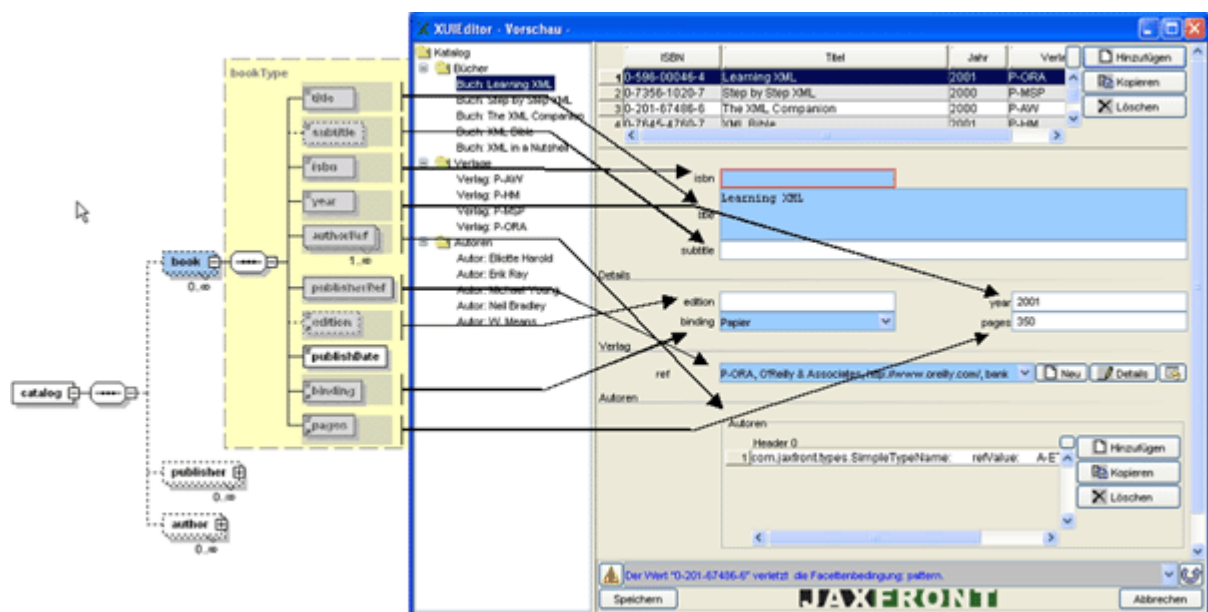 XUIEditor - Vorschau -
bookType
title
subtitle
isbn
year
authorRef
1..∞
publisherRef
edition
publishDate
binding
pages
book
0..∞
catalog
publisher
0..∞
author
0..∞
Katalog
Bücher
Buch: Learning XML
Buch: Step by Step XML
Buch: The XML Companion
Buch: XML Bible
Buch: XML in a Nutshell
Verlage
Verlag: P-AW
Verlag: P-HM
Verlag: P-MSP
Verlag: P-ORA
Autoren
Autor: Elliotte Harold
Autor: Erik Ray
Autor: Michael Young
Autor: Neil Bradley
Autor: W. Means
ISBN Titel Jahr Verla
1 0-596-00046-4 Learning XML 2001 P-ORA
2 0-7356-1020-7 Step by Step XML 2000 P-MSP
3 0-201-67486-6 The XML Companion 2000 P-AW
4 0-7645-4760-7 XML Bible 2001 P-HM
Hinzufügen
Kopieren
Löschen
isbn
title Learning XML
subtitle
Details
edition
year 2001
binding Papier
pages 350
Verlag
ref P-ORA, O'Reilly & Associates, http://www.oreilly.com/, bank
Neu
Details
Autoren
Autoren
Header 0
1 com.jaxfront.types.SimpleTypeName: refValue: A-ET
Hinzufügen
Kopieren
Löschen
Der Wert "0-201-67486-6" verletzt die Facettenbedingung: pattern.
Speichern
JAXFRONT
Abbrechen